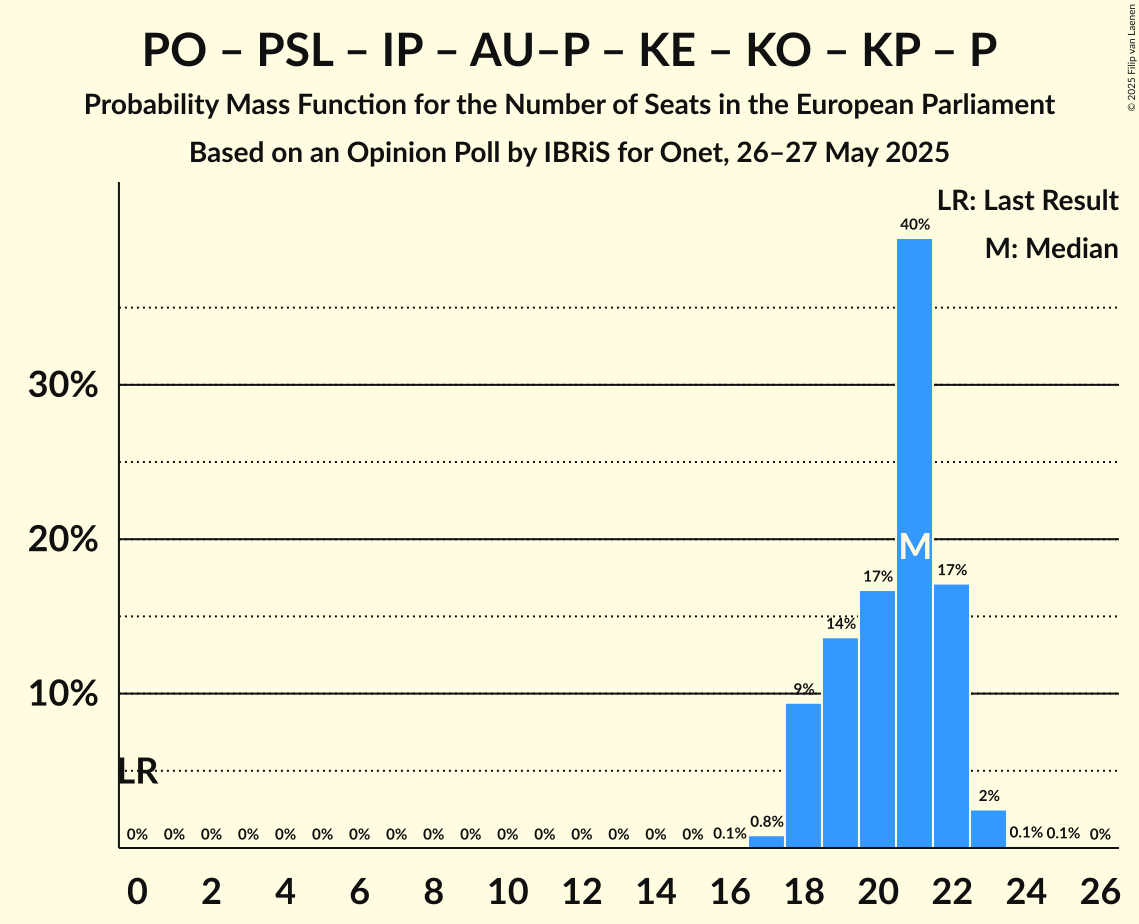 PO – PSL – IP – AU–P – KE – KO – KP – P
Probability Mass Function for the Number of Seats in the European Parliament
Based on an Opinion Poll by IBRiS for Onet, 26–27 May 2025
© 2025 Filip van Laenen
LR: Last Result
M: Median
40%
30%
20%
10%
M
17%
17%
14%
9%
LR
2%
0% 0% 0% 0% 0% 0% 0% 0% 0% 0% 0% 0% 0% 0% 0% 0% 0.1% 0.8% 0.1% 0.1% 0%
0 2 4 6 8 10 12 14 16 18 20 22 24 26